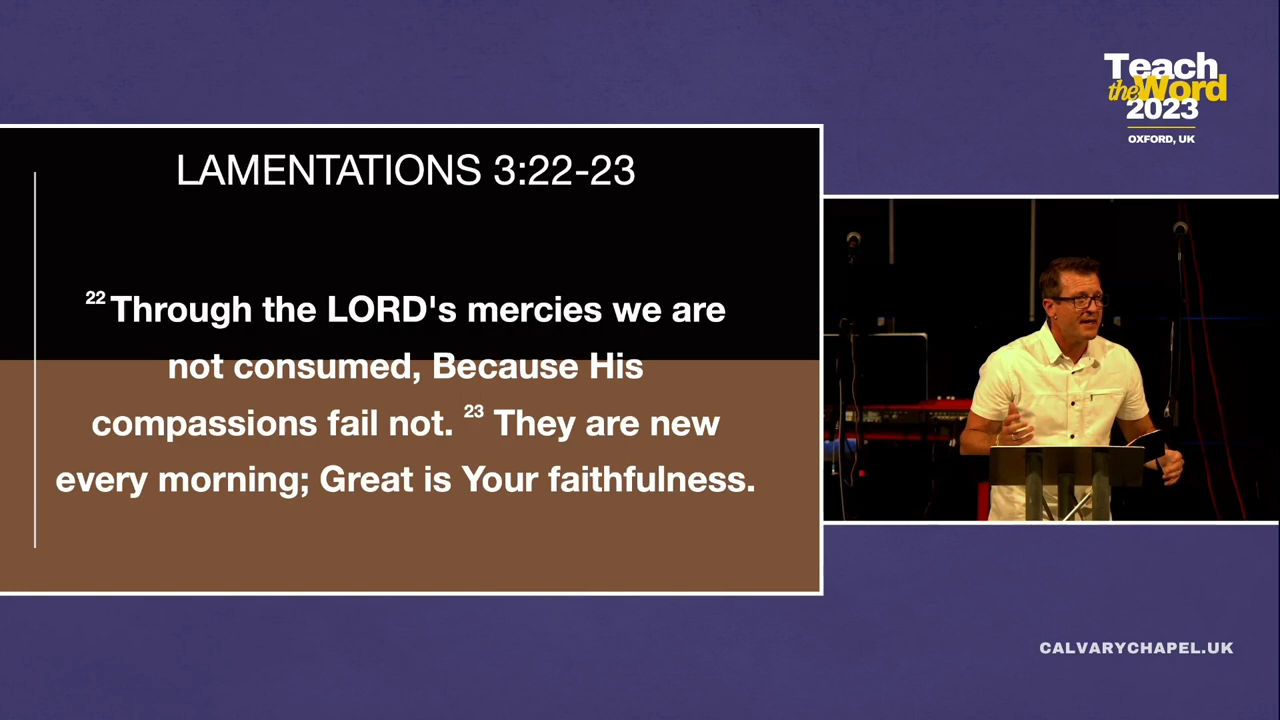 LAMENTATIONS 3:22-23
22 Through the LORD's mercies we are
not consumed, Because His
compassions fail not. 23 They are new
every morning; Great is Your faithfulness.
Teach
the Word
2023
OXFORD, UK
CALVARYCHAPEL.UK